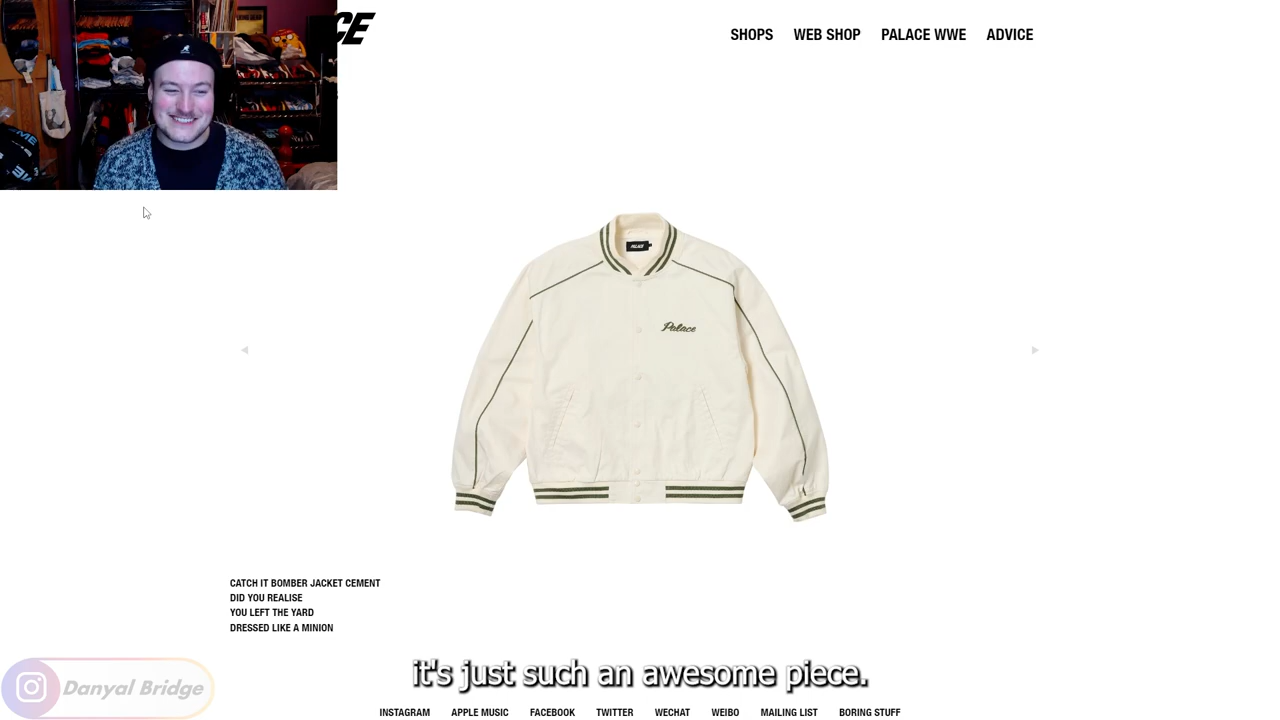 CE
SHOPS WEB SHOP PALACE WWE ADVICE
PALACE
Palace
CATCH IT BOMBER JACKET CEMENT
DID YOU REALISE
YOU LEFT THE YARD
DRESSED LIKE A MINION
it's just such an awesome piece.
Danyal Bridge
INSTAGRAM APPLE MUSIC FACEBOOK TWITTER WECHAT WEIBO MAILING LIST BORING STUFF